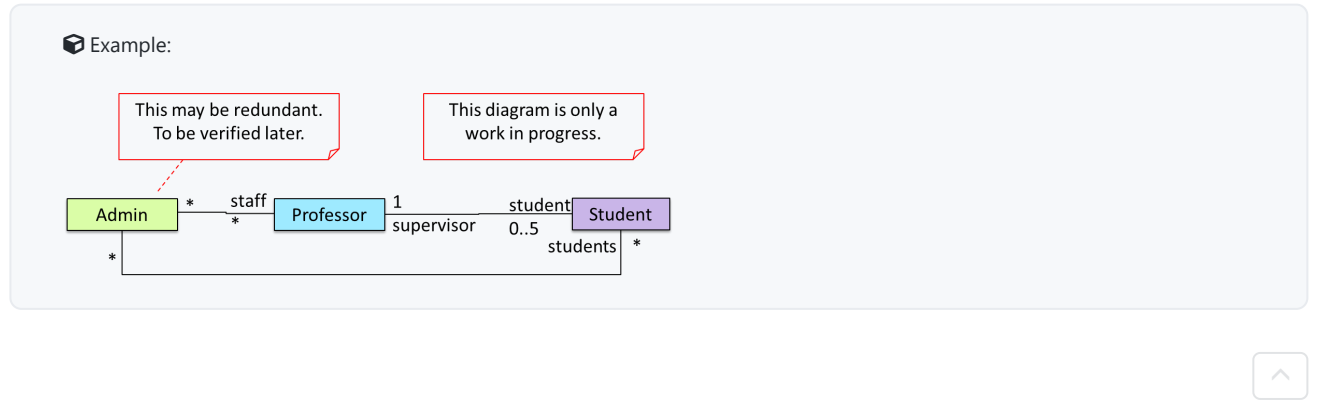 Example:
This may be redundant.
To be verified later.
This diagram is only a
work in progress.
Admin
*
staff
*
Professor
1
supervisor
student
0..5
Student
*
students
*